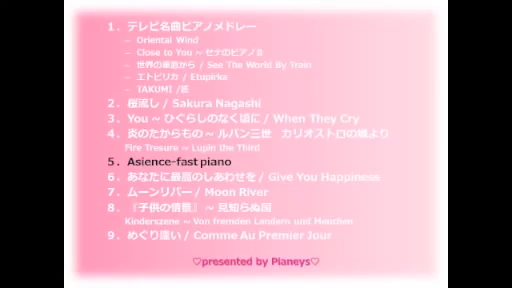 1. テレビ名曲ピアノメドレー
– Oriental Wind
– Close to You ~ セナのピアノⅡ
– 世界の車窓から / See The World By Train
– エトピリカ / Etupirka
– TAKUMI /匠
2. 桜流し / Sakura Nagashi
3. You ~ ひぐらしのなく頃に / When They Cry
4. 炎のたからもの ~ ルパン三世 カリオストロの城より
Fire Tresure ~ Lupin the Third
5. Asience-fast piano
6. あなたに最高のしあわせを / Give You Happiness
7. ムーンリバー / Moon River
8. 『子供の情景』 ~ 見知らぬ国
Kinderszene ~ Von fremden Landern und Menchen
9. めぐり逢い / Comme Au Premier Jour
♡presented by Planeys♡